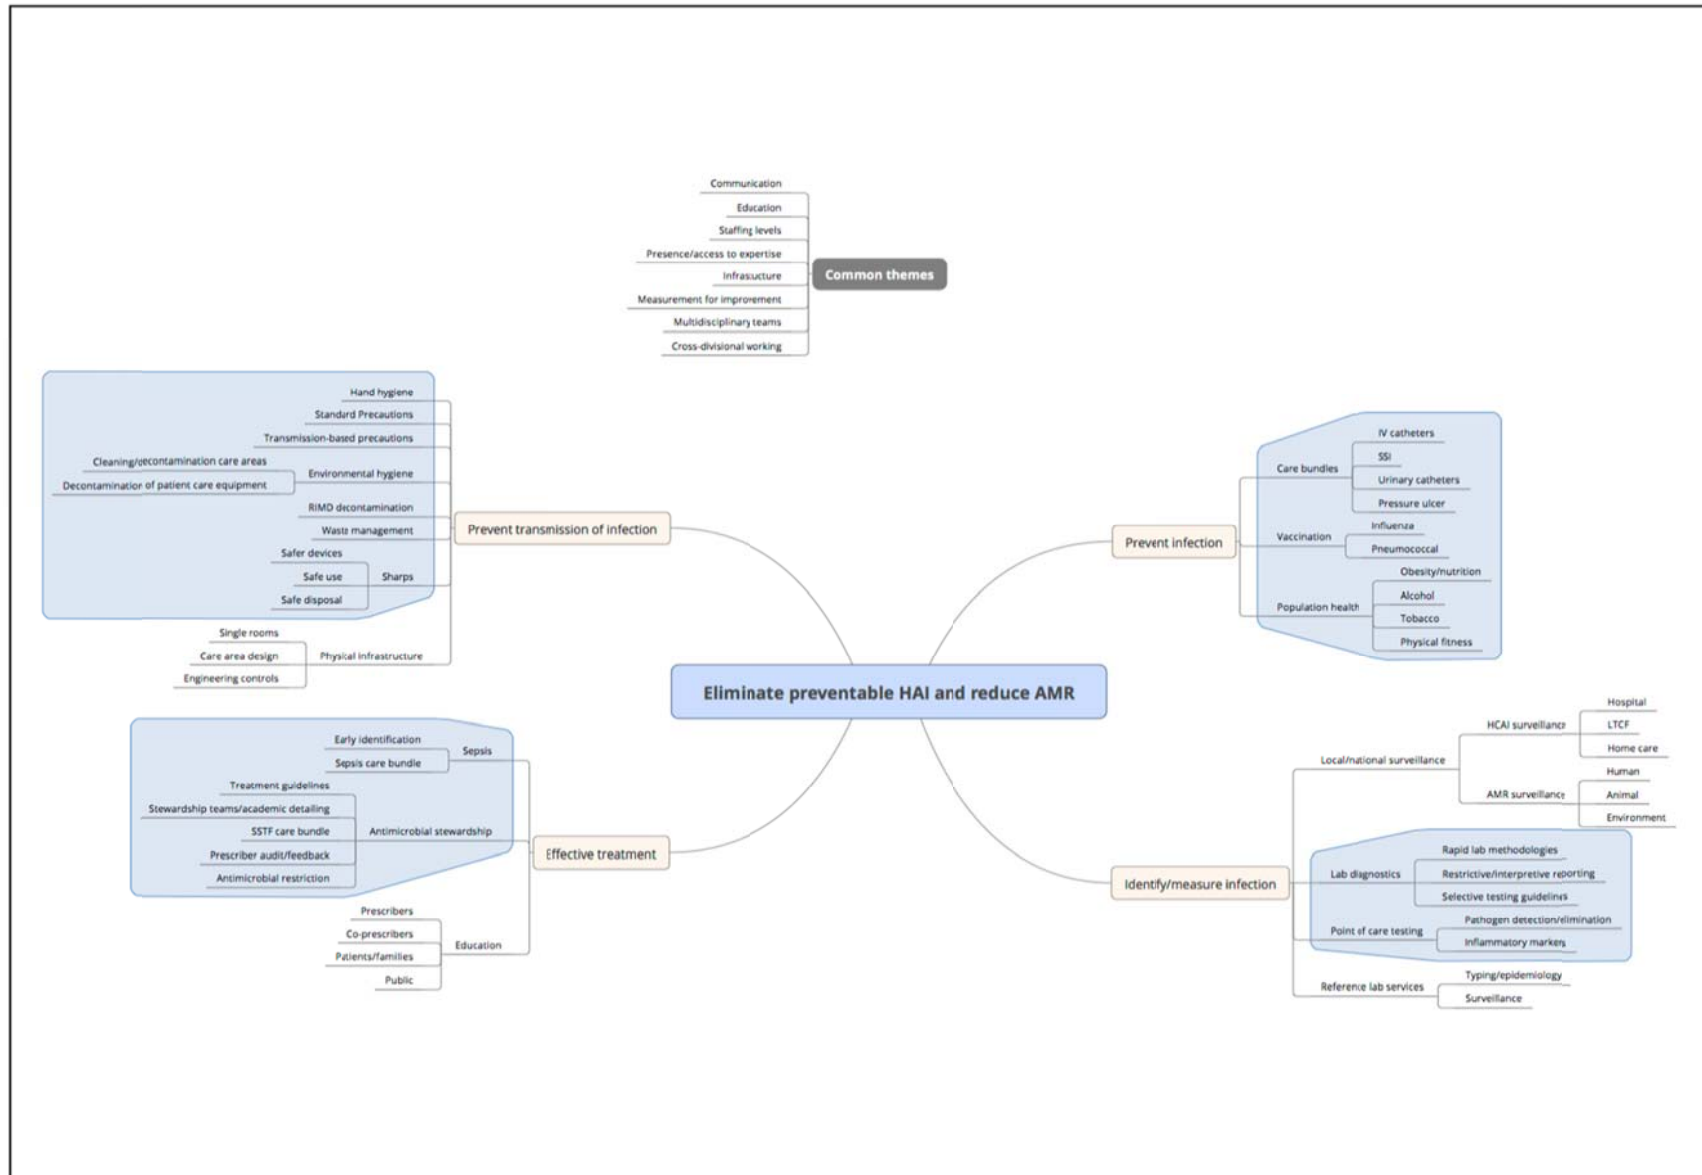 Communication
Education
Staffing levels
Presence/access to expertise
Infrastucture
Measurement for improvement
Multidisciplinary teams
Cross-divisional working
Common themes
Hand hygiene
Standard Precautions
Transmission-based precautions
Cleaning/decontamination care areas
Decontamination of patient care equipment
Environmental hygiene
RIMD decontamination
Waste management
Safer devices
Safe use
Safe disposal
Sharps
Single rooms
Care area design
Engineering controls
Physical infrastructure
Prevent transmission of infection
IV catheters
SSI
Urinary catheters
Pressure ulcer
Care bundles
Influenza
Pneumococcal
Vaccination
Obesity/nutrition
Alcohol
Tobacco
Physical fitness
Population health
Prevent infection
Eliminate preventable HAI and reduce AMR
Early identification
Sepsis care bundle
Sepsis
Treatment guidelines
Stewardship teams/academic detailing
SSTF care bundle
Prescriber audit/feedback
Antimicrobial restriction
Antimicrobial stewardship
Prescribers
Co-prescribers
Patients/families
Public
Education
Effective treatment
Hospital
LTCF
Home care
HCAI surveillance
Human
Animal
Environment
AMR surveillance
Local/national surveillance
Rapid lab methodologies
Restrictive/interpretive reporting
Selective testing guidelines
Lab diagnostics
Pathogen detection/elimination
Inflammatory markers
Point of care testing
Typing/epidemiology
Surveillance
Reference lab services
Identify/measure infection